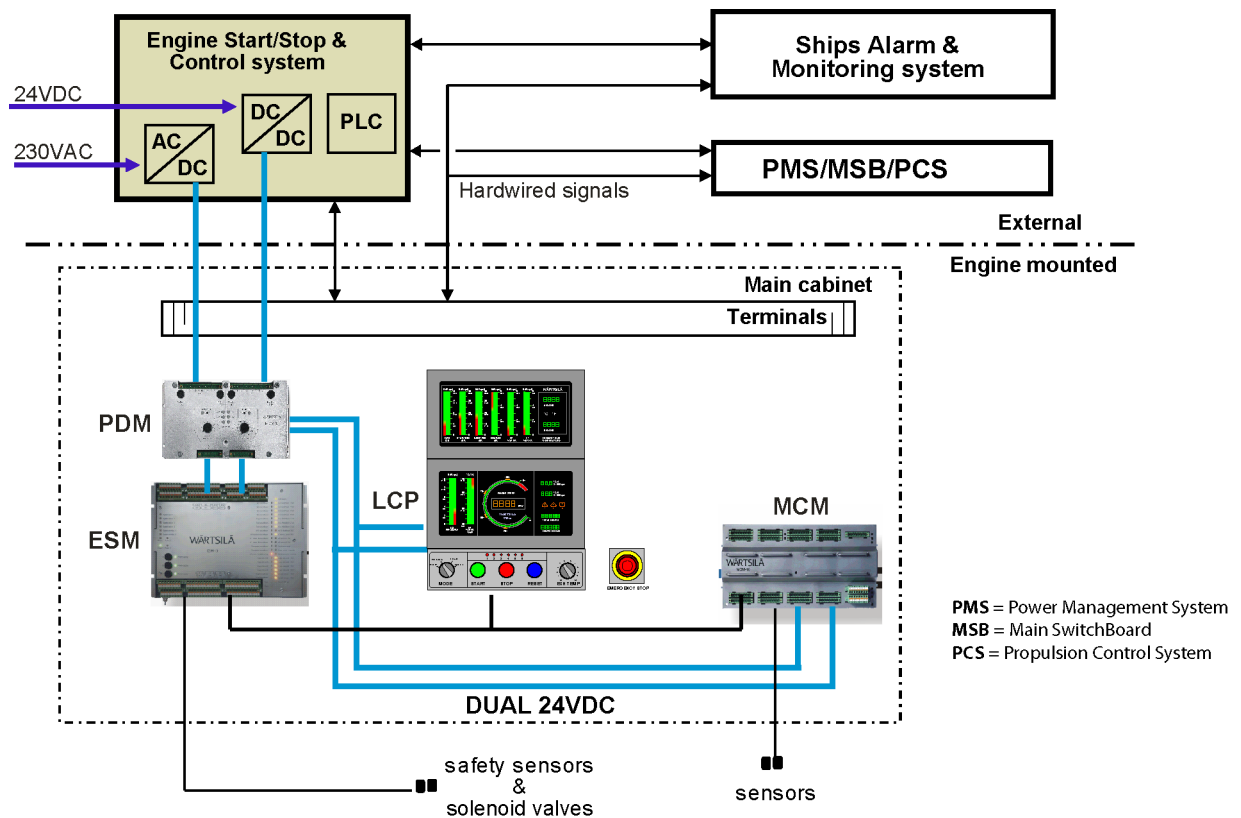 Engine Start/Stop &
Control system
24VDC
230VAC
AC
DC
DC
DC
PLC
Ships Alarm &
Monitoring system
PMS/MSB/PCS
Hardwired signals
External
Engine mounted
Main cabinet
Terminals
PDM
ESM
WÄRTSILÄ
LCP
WÄRTSILÄ
MODE
START
STOP
RESET
EMERGENCY STOP
MCM
WÄRTSILÄ
PMS = Power Management System
MSB = Main SwitchBoard
PCS = Propulsion Control System
DUAL 24VDC
safety sensors
&
solenoid valves
sensors